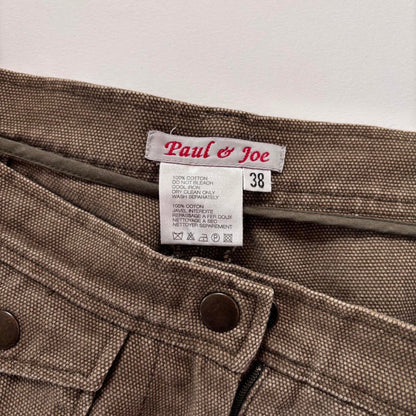 Paul & Joe
38
100% COTTON
DO NOT BLEACH
COOL IRON
DRY CLEAN ONLY
WASH SEPARATELY
100% COTON
JAVEL INTERDITE
REPASSAGE A FER DOUX
NETTOYAGE A SEC
NETTOYER SEPAREMENT